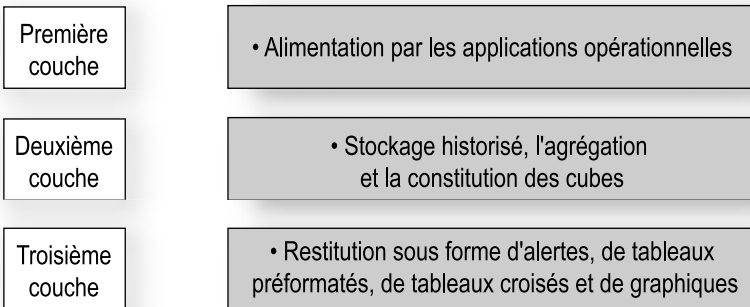 Première
couche
• Alimentation par les applications opérationnelles
Deuxième
couche
• Stockage historisé, l'agrégation
et la constitution des cubes
Troisième
couche
• Restitution sous forme d'alertes, de tableaux
préformatés, de tableaux croisés et de graphiques